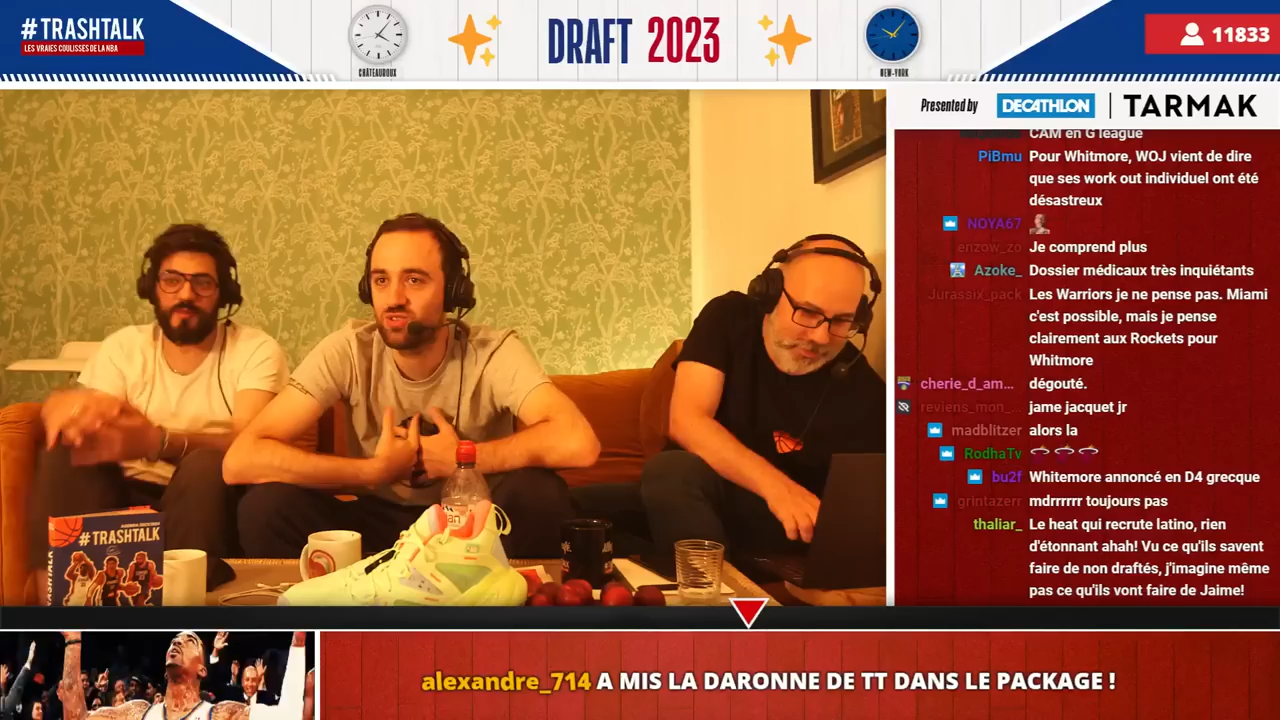 #TRASHTALK
LES VRAIES COULISSES DE LA NBA
CHÂTEAUROUX
DRAFT 2023
NEW-YORK
11833
Presented by DECATHLON | TARMAK
CAM en G league
PiBmu Pour Whitmore, WOJ vient de dire
que ses work out individuel ont été
désastreux
NOYA67
enzow_zo Je comprend plus
Azoke_ Dossier médicaux très inquiétants
Jurassix_pack Les Warriors je ne pense pas. Miami
c'est possible, mais je pense
clairement aux Rockets pour
Whitmore
cherie_d_am... dégouté.
reviens_mon_... jame jacquet jr
madblitzer alors la
RodhaTv
bu2f Whitemore annoncé en D4 grecque
grintazerr mdrrrrrr toujours pas
thaliar_ Le heat qui recrute latino, rien
d'étonnant ahah! Vu ce qu'ils savent
faire de non draftés, j'imagine même
pas ce qu'ils vont faire de Jaime!
#TRASHTALK
TRASHTALK
alexandre_714 A MIS LA DARONNE DE TT DANS LE PACKAGE !